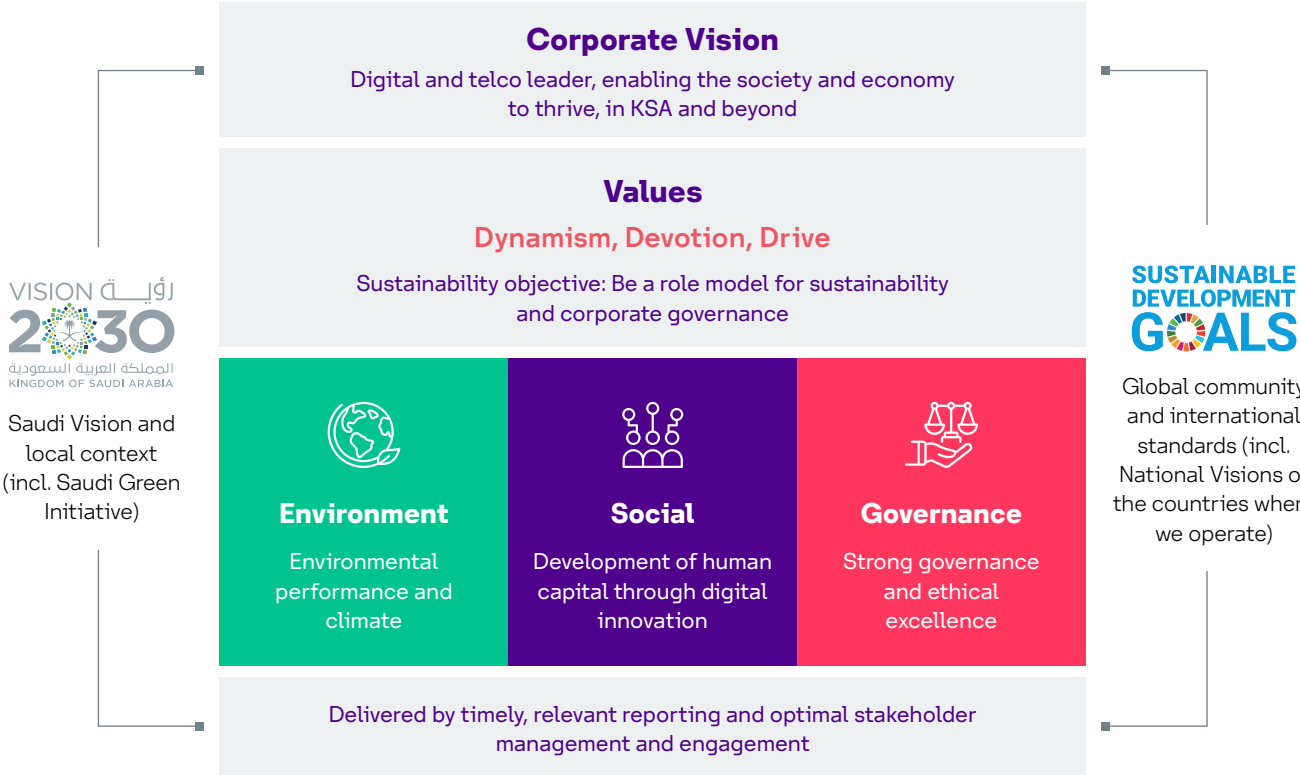 Corporate Vision
Digital and telco leader, enabling the society and economy
to thrive, in KSA and beyond
Values
Dynamism, Devotion, Drive
Sustainability objective: Be a role model for sustainability
and corporate governance
VISION رؤيــة
2030
المملكة العربية السعودية
KINGDOM OF SAUDI ARABIA
Saudi Vision and
local context
(incl. Saudi Green
Initiative)
Environment
Environmental
performance and
climate
Social
Development of human
capital through digital
innovation
Governance
Strong governance
and ethical
excellence
SUSTAINABLE
DEVELOPMENT
GOALS
Global community
and international
standards (incl.
National Visions
the countries
we operate)
Delivered by timely, relevant reporting and optimal stakeholder
management and engagement